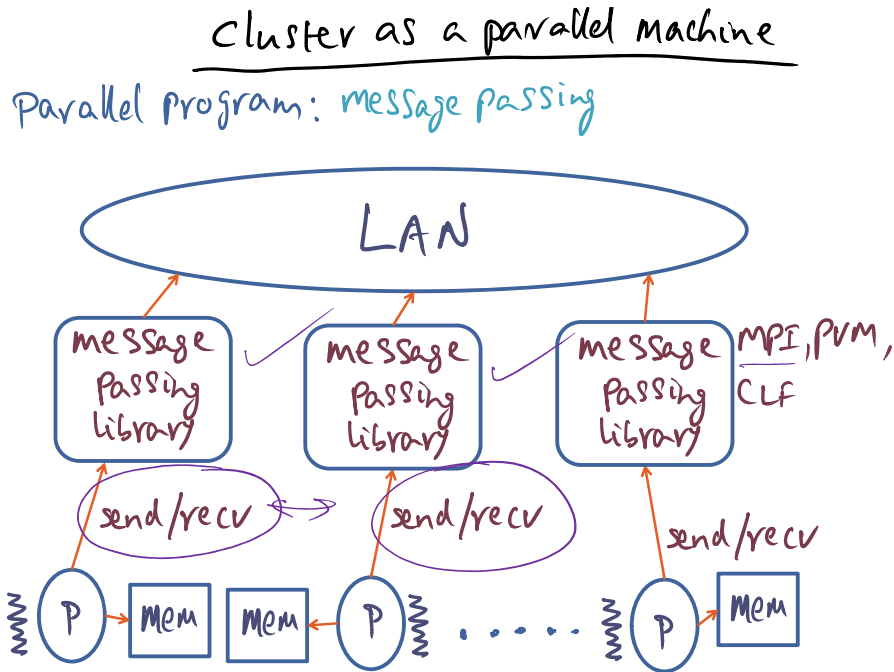 Cluster as a parallel machine
Parallel program: message passing
LAN
message
passing
library
message
passing
library
message
passing
library
MPI, PVM,
CLF
send/recv
send/recv
send/recv
P
Mem
Mem
P
P
Mem